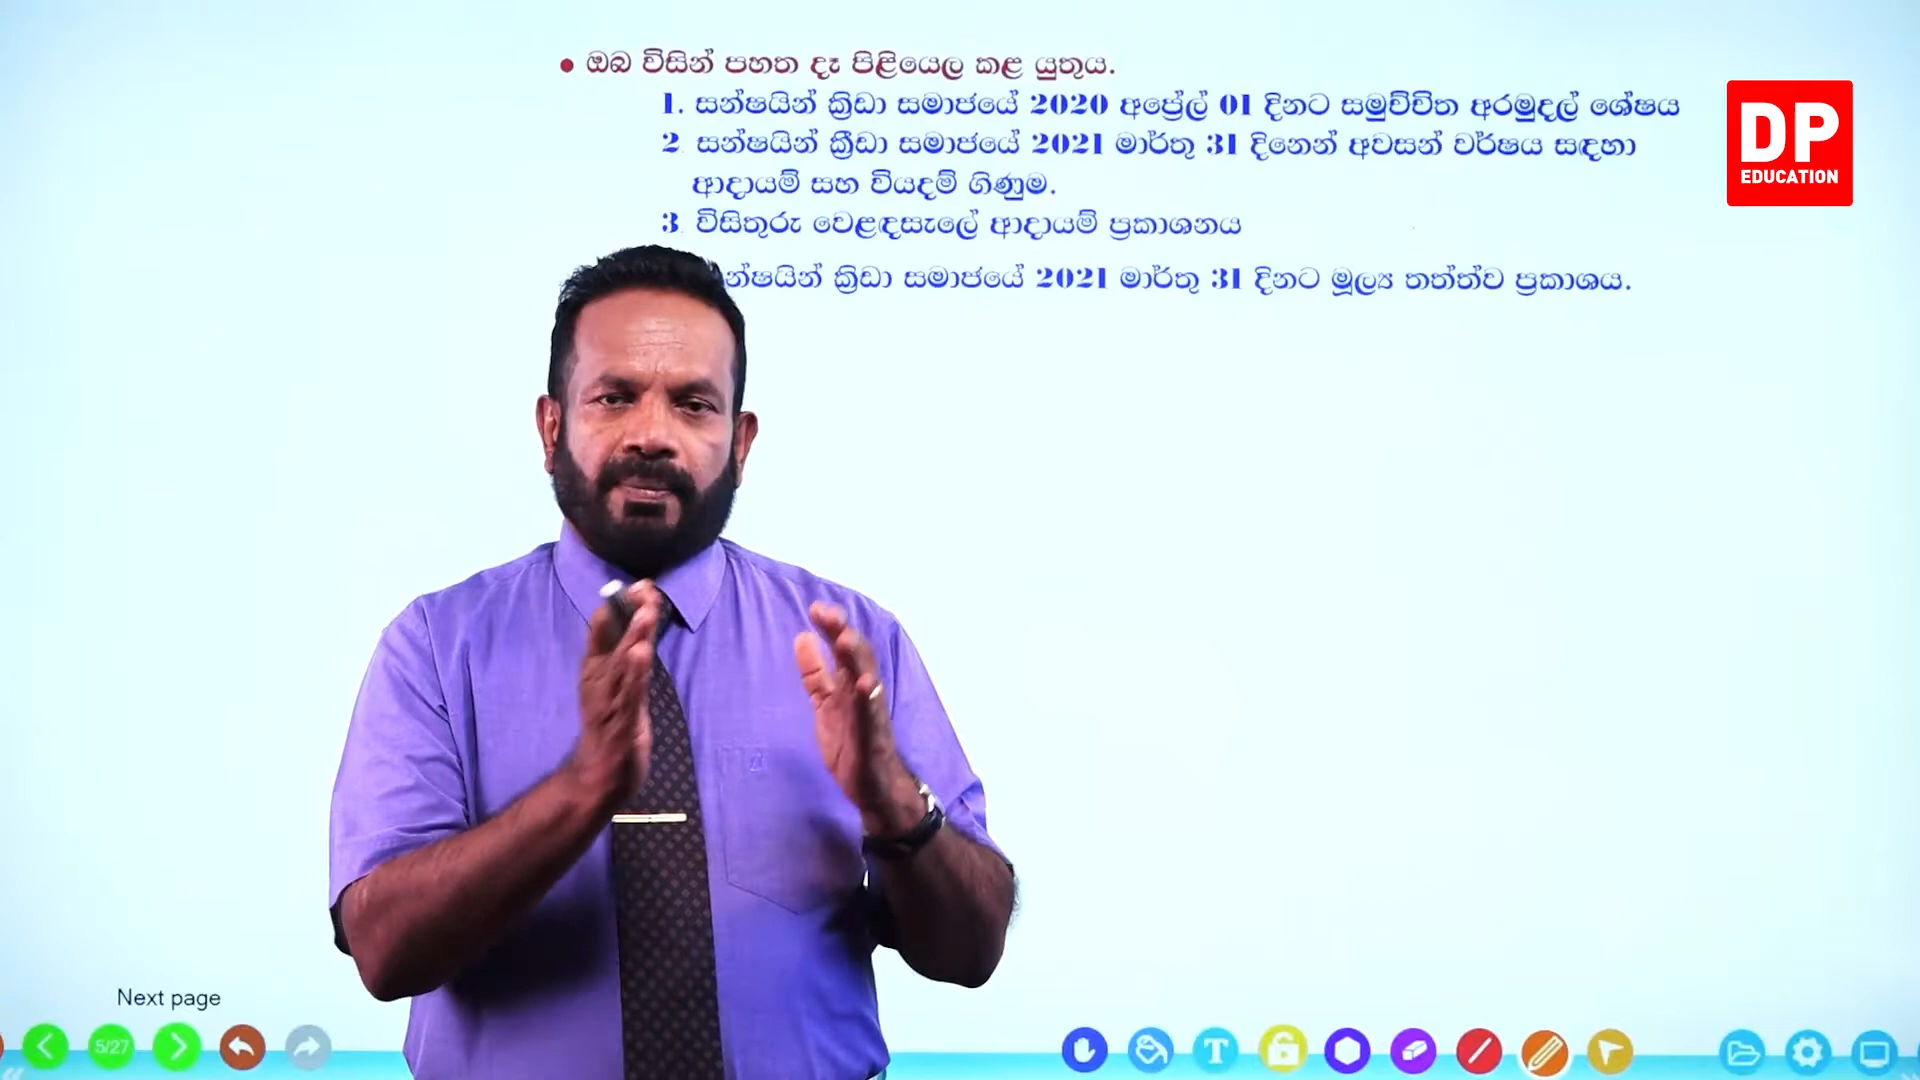 • ඔබ විසින් පහත දෑ පිළියෙල කළ යුතුය.
1. සන්ෂයින් ක්‍රිඩා සමාජයේ 2020 අප්‍රේල් 01 දිනට සමුච්චිත අරමුදල් ශේෂය
2. සන්ෂයින් ක්‍රීඩා සමාජයේ 2021 මාර්තු 31 දිනෙන් අවසන් වර්ෂය සඳහා
ආදායම් සහ වියදම් ගිණුම.
3. විසිතුරු වෙළඳසැලේ ආදායම් ප්‍රකාශනය
ක්‍රිඩා සමාජයේ 2021 මාර්තු 31 දිනට මූල්‍ය තත්ත්ව ප්‍රකාශය.
DP
EDUCATION
Next page
5/27
T